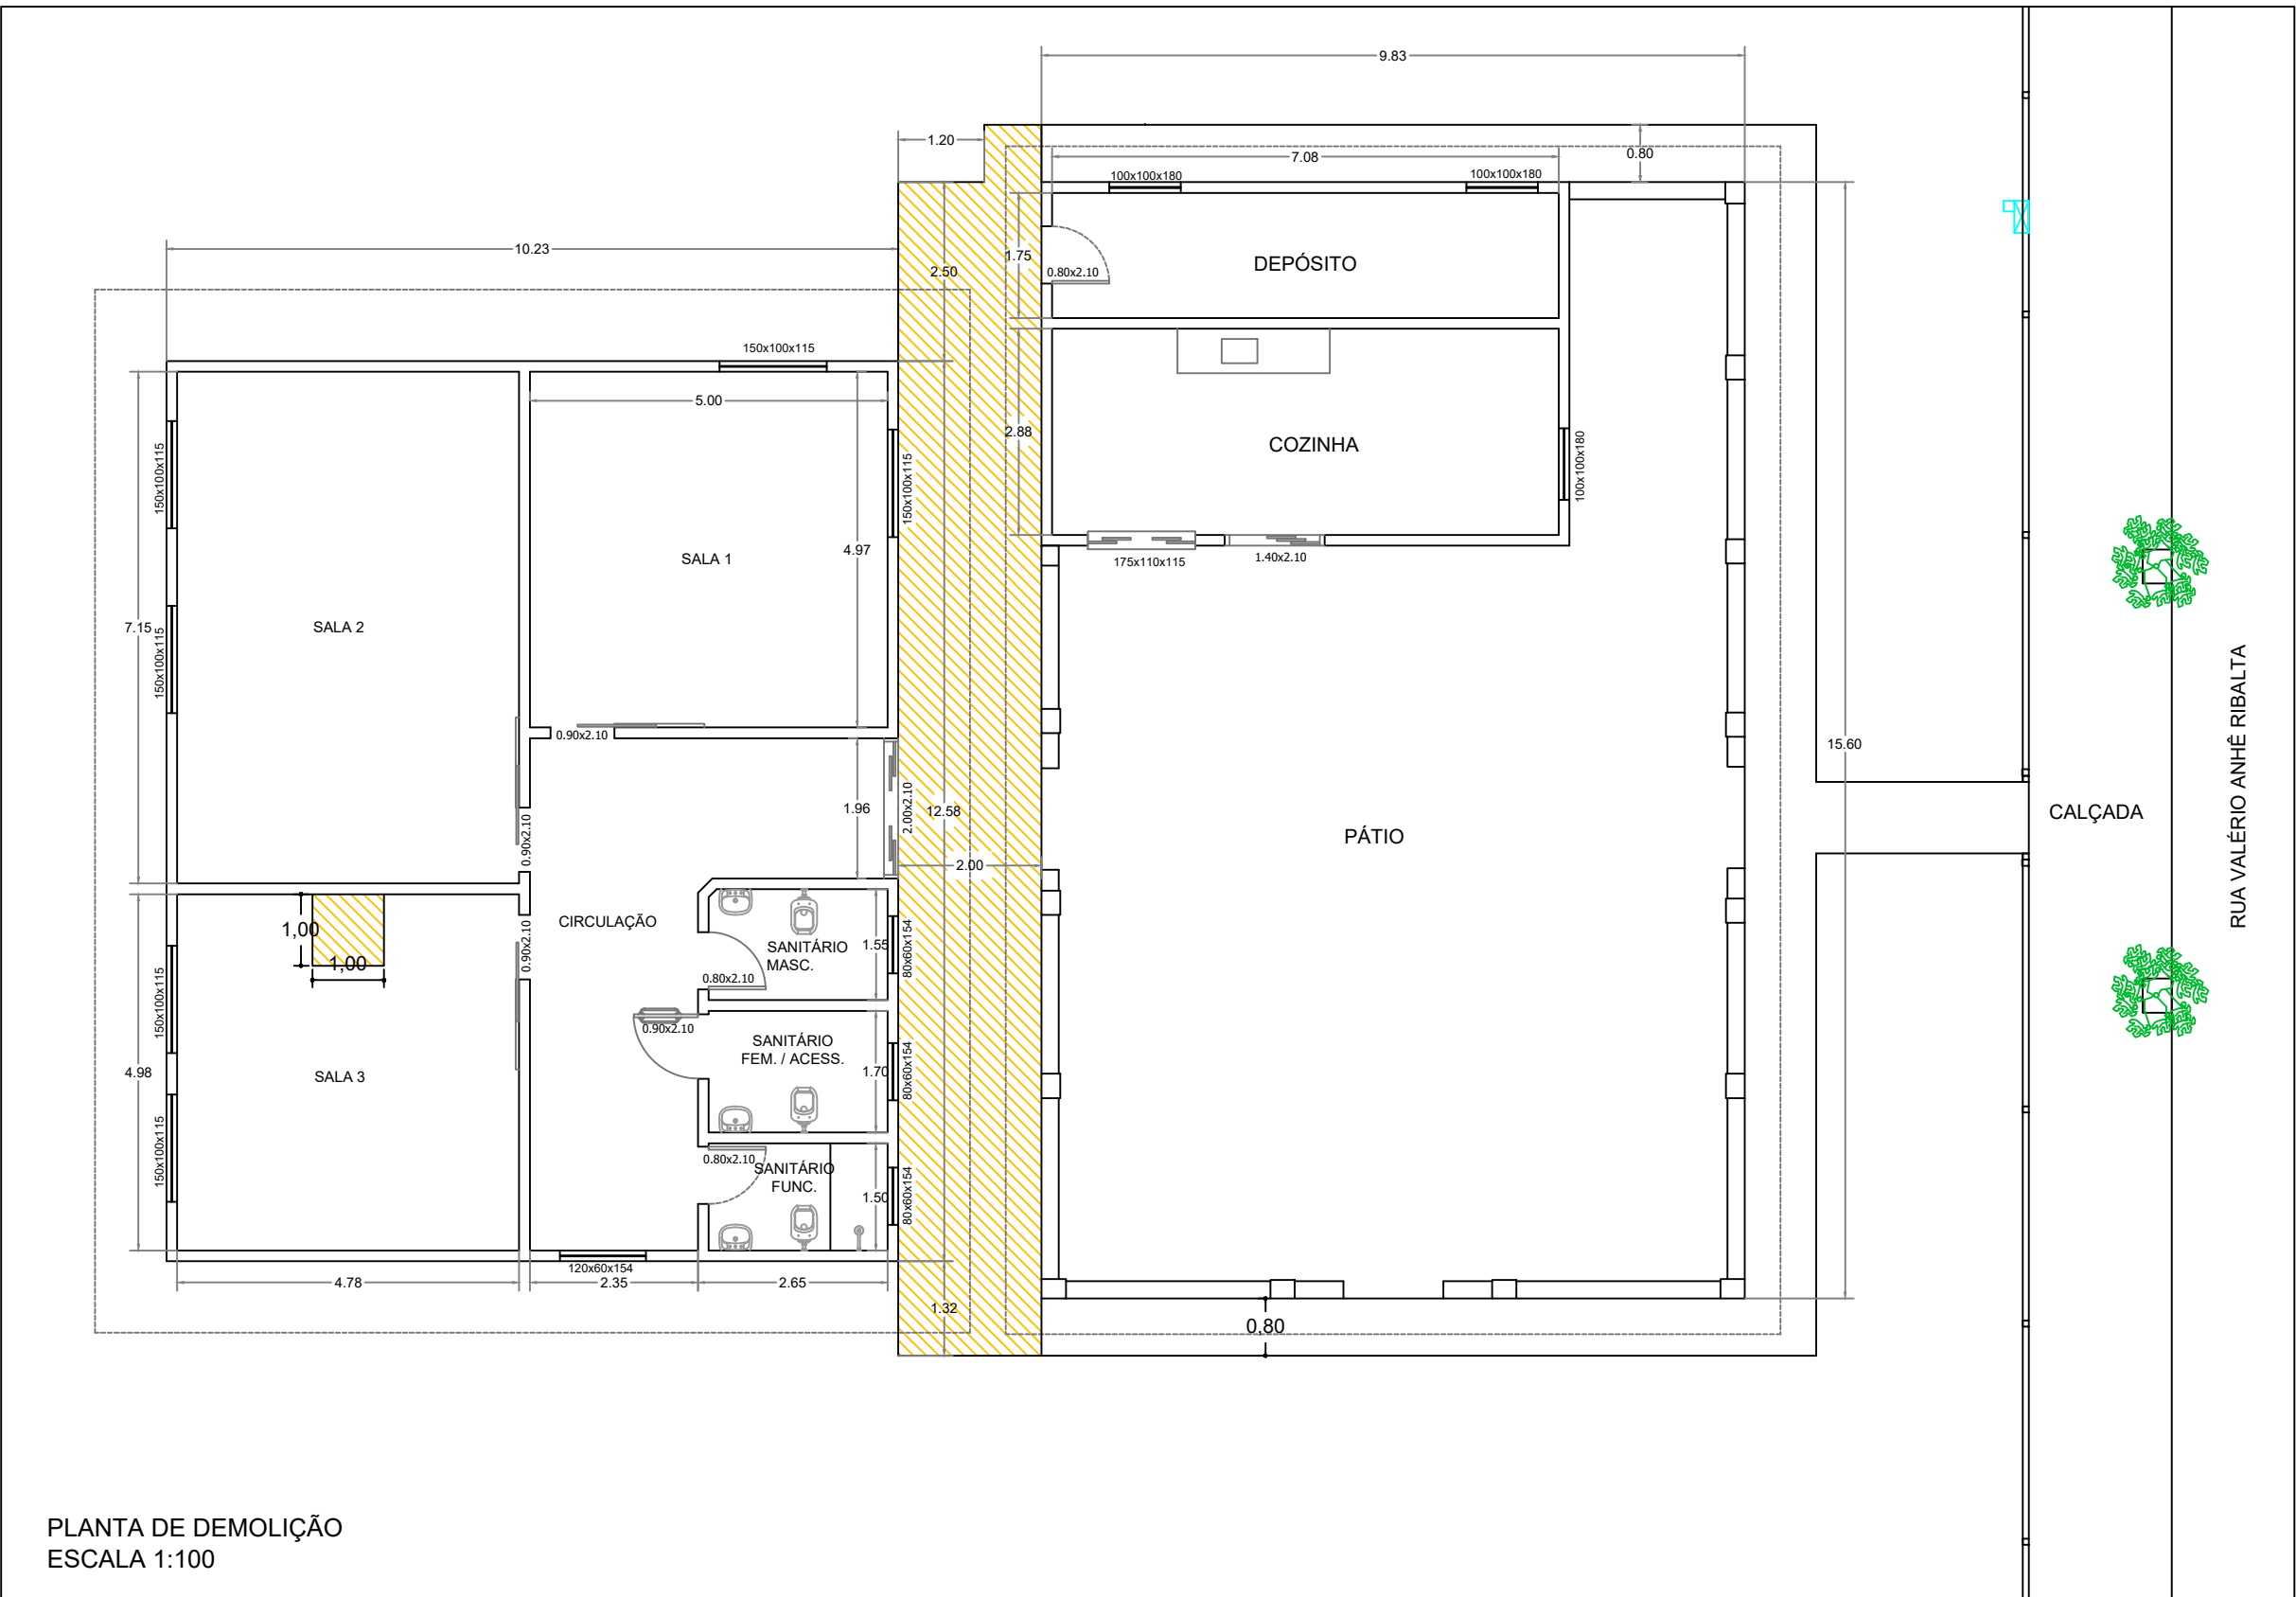 9.83
1.20
0.80
7.08
100x100x180
100x100x180
10.23
2.50
1.75
0.80x2.10
DEPÓSITO
150x100x115
5.00
2.88
COZINHA
100x100x180
150x100x115
150x100x115
4.97
SALA 1
175x110x115
1.40x2.10
7.15
SALA 2
150x100x115
0.90x2.10
15.60
RUA VALÉRIO ANHÊ RIBALTA
1.96
2.00x2.10
12.58
CALÇADA
0.90x2.10
PÁTIO
2.00
1,00
1,00
CIRCULAÇÃO
0.90x2.10
SANITÁRIO
MASC.
1.55
80x60x154
0.80x2.10
150x100x115
0.90x2.10
SANITÁRIO
FEM. / ACESS.
1.70
80x60x154
4.98
SALA 3
150x100x115
0.80x2.10
SANITÁRIO
FUNC.
1.50
80x60x154
120x60x154
4.78
2.35
2.65
1.32
0,80
PLANTA DE DEMOLIÇÃO
ESCALA 1:100